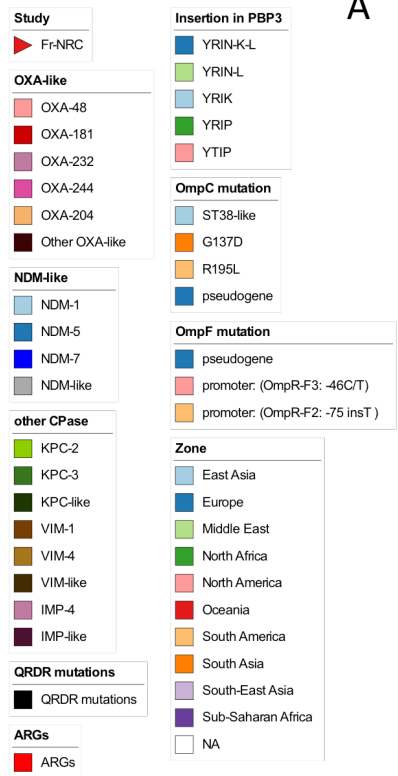 A
Study
Fr-NRC
OXA-like
OXA-48
OXA-181
OXA-232
OXA-244
OXA-204
Other OXA-like
NDM-like
NDM-1
NDM-5
NDM-7
NDM-like
other CPase
KPC-2
KPC-3
KPC-like
VIM-1
VIM-4
VIM-like
IMP-4
IMP-like
QRDR mutations
QRDR mutations
ARGs
ARGs
Insertion in PBP3
YRIN-K-L
YRIN-L
YRIK
YRIP
YTIP
OmpC mutation
ST38-like
G137D
R195L
pseudogene
OmpF mutation
pseudogene
promoter: (OmpR-F3: -46C/T)
promoter: (OmpR-F2: -75 insT )
Zone
East Asia
Europe
Middle East
North Africa
North America
Oceania
South America
South Asia
South-East Asia
Sub-Saharan Africa
NA